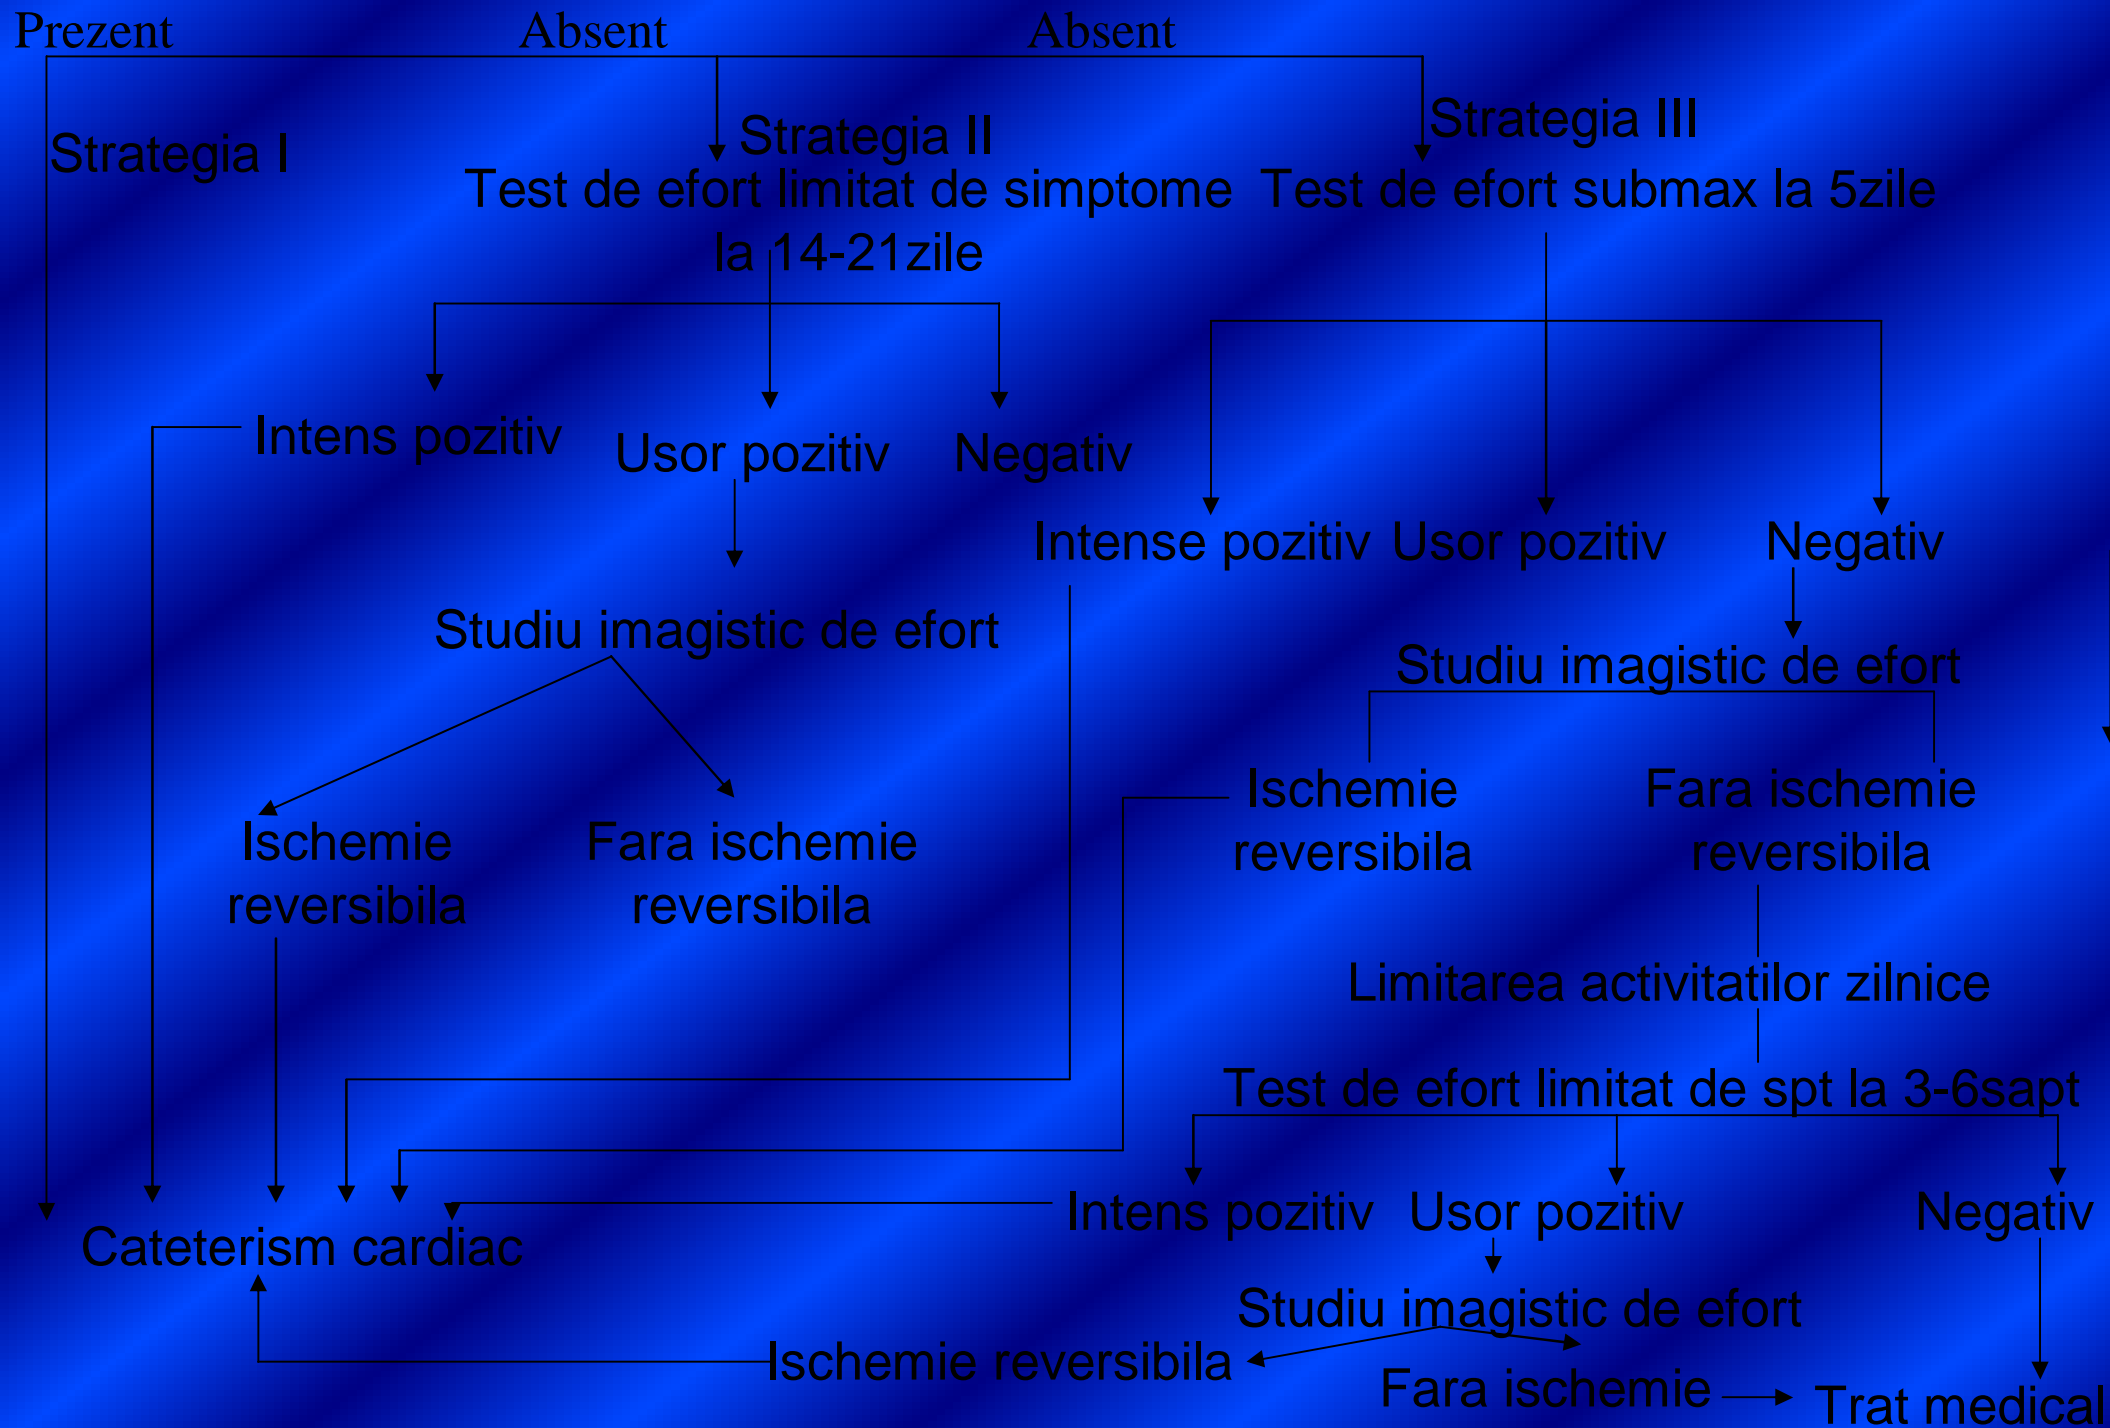 Prezent
Absent
Absent
Strategia I
Strategia II
Strategia III
Test de efort limitat de simptome
la 14-21zile
Test de efort submax la 5zile
Intens pozitiv
Usor pozitiv
Negativ
Intense pozitiv
Usor pozitiv
Negativ
Studiu imagistic de efort
Studiu imagistic de efort
Ischemie
reversibila
Fara ischemie
reversibila
Ischemie
reversibila
Fara ischemie
reversibila
Limitarea activitatilor zilnice
Test de efort limitat de spt la 3-6sapt
Intens pozitiv
Usor pozitiv
Negativ
Cateterism cardiac
Studiu imagistic de efort
Ischemie reversibila
Fara ischemie
Trat medical